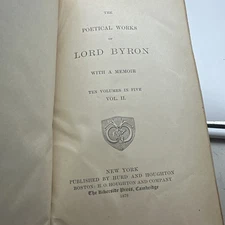 THE
POETICAL WORKS
OF
LORD BYRON
WITH A MEMOIR
TEN VOLUMES IN FIVE
VOL. II.
NEW YORK
PUBLISHED BY HURD AND HOUGHTON
BOSTON: H. O. HOUGHTON AND COMPANY
The Riverside Press, Cambridge